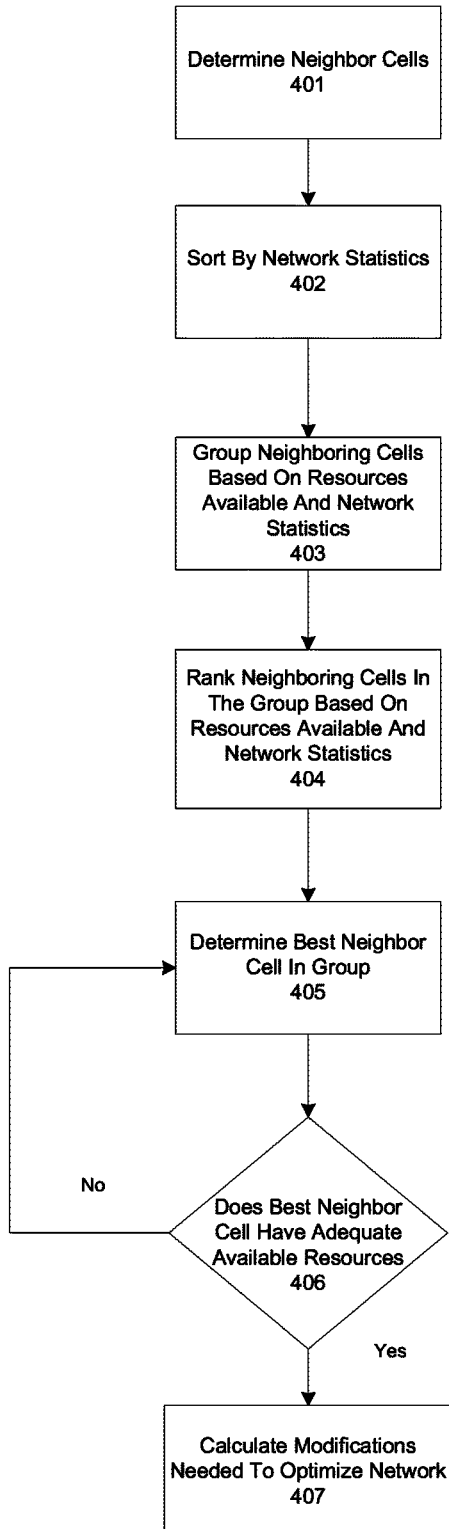 Determine Neighbor Cells
401
Sort By Network Statistics
402
Group Neighboring Cells
Based On Resources
Available And Network
Statistics
403
Rank Neighboring Cells In
The Group Based On
Resources Available And
Network Statistics
404
Determine Best Neighbor
Cell In Group
405
No
Does Best Neighbor
Cell Have Adequate
Available Resources
406
Yes
Calculate Modifications
Needed To Optimize Network
407